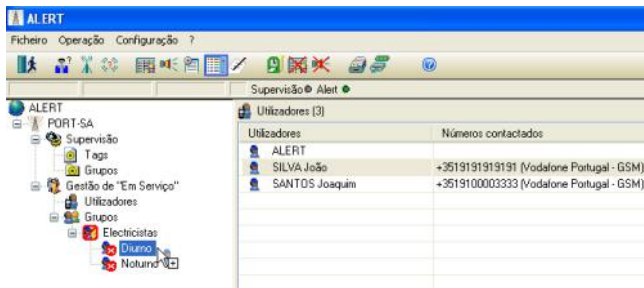 ALERT
Ficheiro Operação Configuração ?
Supervisão Alert
ALERT
PORT-SA
Supervisão
Tags
Grupos
Gestão de "Em Serviço"
Utilizadores
Grupos
Electricistas
Diurno
Noturno
Utilizadores (3)
Utilizadores Números contactados
ALERT
SILVA João +3519191919191 (Vodafone Portugal - GSM)
SANTOS Joaquim +3519100003333 (Vodafone Portugal - GSM)